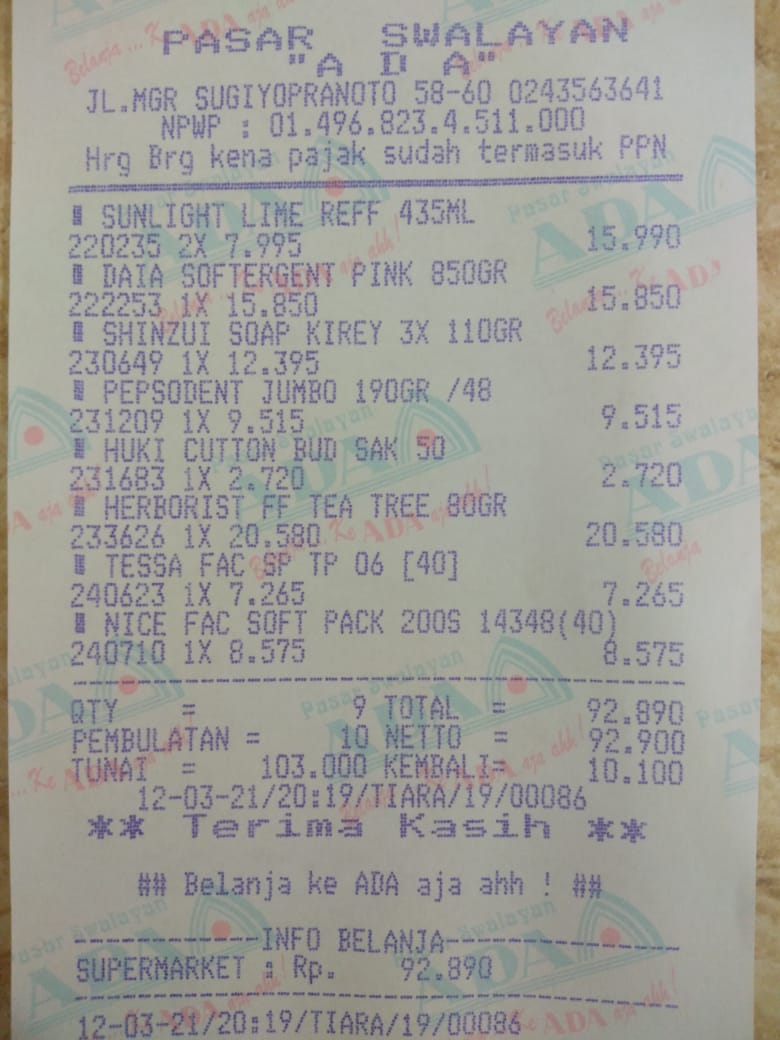 PASAR SWALAYAN
"A D A"
JL.MGR SUGIYOPRANOTO 58-60 0243563641
NPWP : 01.496.823.4.511.000
Hrg Brg kena pajak sudah termasuk PPN
SUNLIGHT LIME REFF 435ML
220235 2X 7.995 15.990
DAIA SOFTERGENT PINK 850GR
222253 1X 15.850 15.850
SHINZUI SOAP KIREY 3X 110GR
230649 1X 12.395 12.395
PEPSODENT JUMBO 190GR /48
231209 1X 9.515 9.515
HUKI CUTTON BUD SAK 50
231683 1X 2.720 2.720
HERBORIST FF TEA TREE 80GR
233626 1X 20.580 20.580
TESSA FAC SP TP 06 [40]
240623 1X 7.265 7.265
NICE FAC SOFT PACK 200S 14348(40)
240710 1X 8.575 8.575
QTY = 9 TOTAL = 92.890
PEMBULATAN = 10 NETTO = 92.900
TUNAI = 103.000 KEMBALI= 10.100
12-03-21/20:19/TIARA/19/00086
** Terima Kasih **
## Belanja ke ADA aja ahh ! ##
------------INFO BELANJA---------------
SUPERMARKET : Rp. 92.890
12-03-21/20:19/TIARA/19/00086